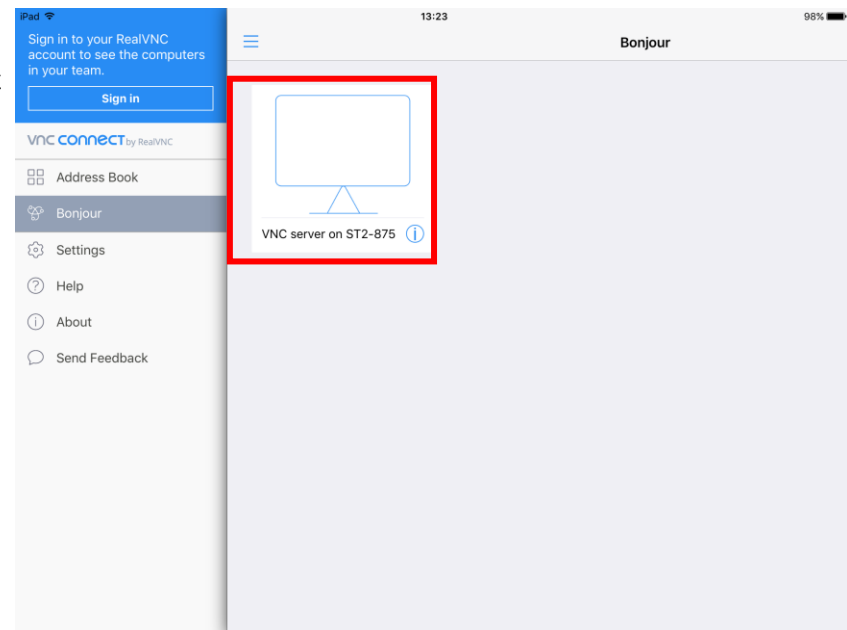 iPad 13:23 98%
Sign in to your RealVNC
account to see the computers
in your team.
Sign in
vnc connect by RealVNC
Address Book
Bonjour
Settings
Help
About
Send Feedback
Bonjour
VNC server on ST2-875